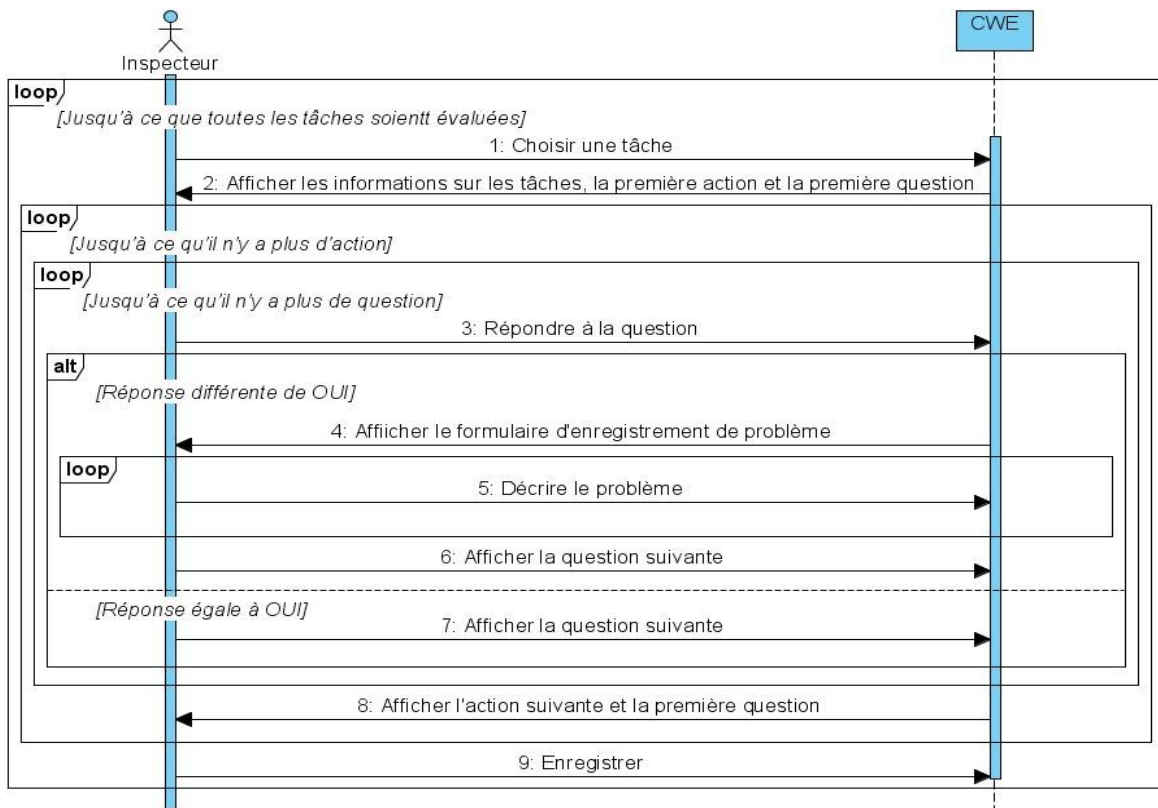 CWE
Inspecteur
loop
[Jusqu'à ce que toutes les tâches soientt évaluées]
1: Choisir une tâche
2: Afficher les informations sur les tâches, la première action et la première question
loop
[Jusqu'à ce qu'il n'y a plus d'action]
loop
[Jusqu'à ce qu'il n'y a plus de question]
3: Répondre à la question
alt
[Réponse différente de OUI]
4: Affiicher le formulaire d'enregistrement de problème
loop
5: Décrire le problème
6: Afficher la question suivante
[Réponse égale à OUI]
7: Afficher la question suivante
8: Afficher l'action suivante et la première question
9: Enregistrer